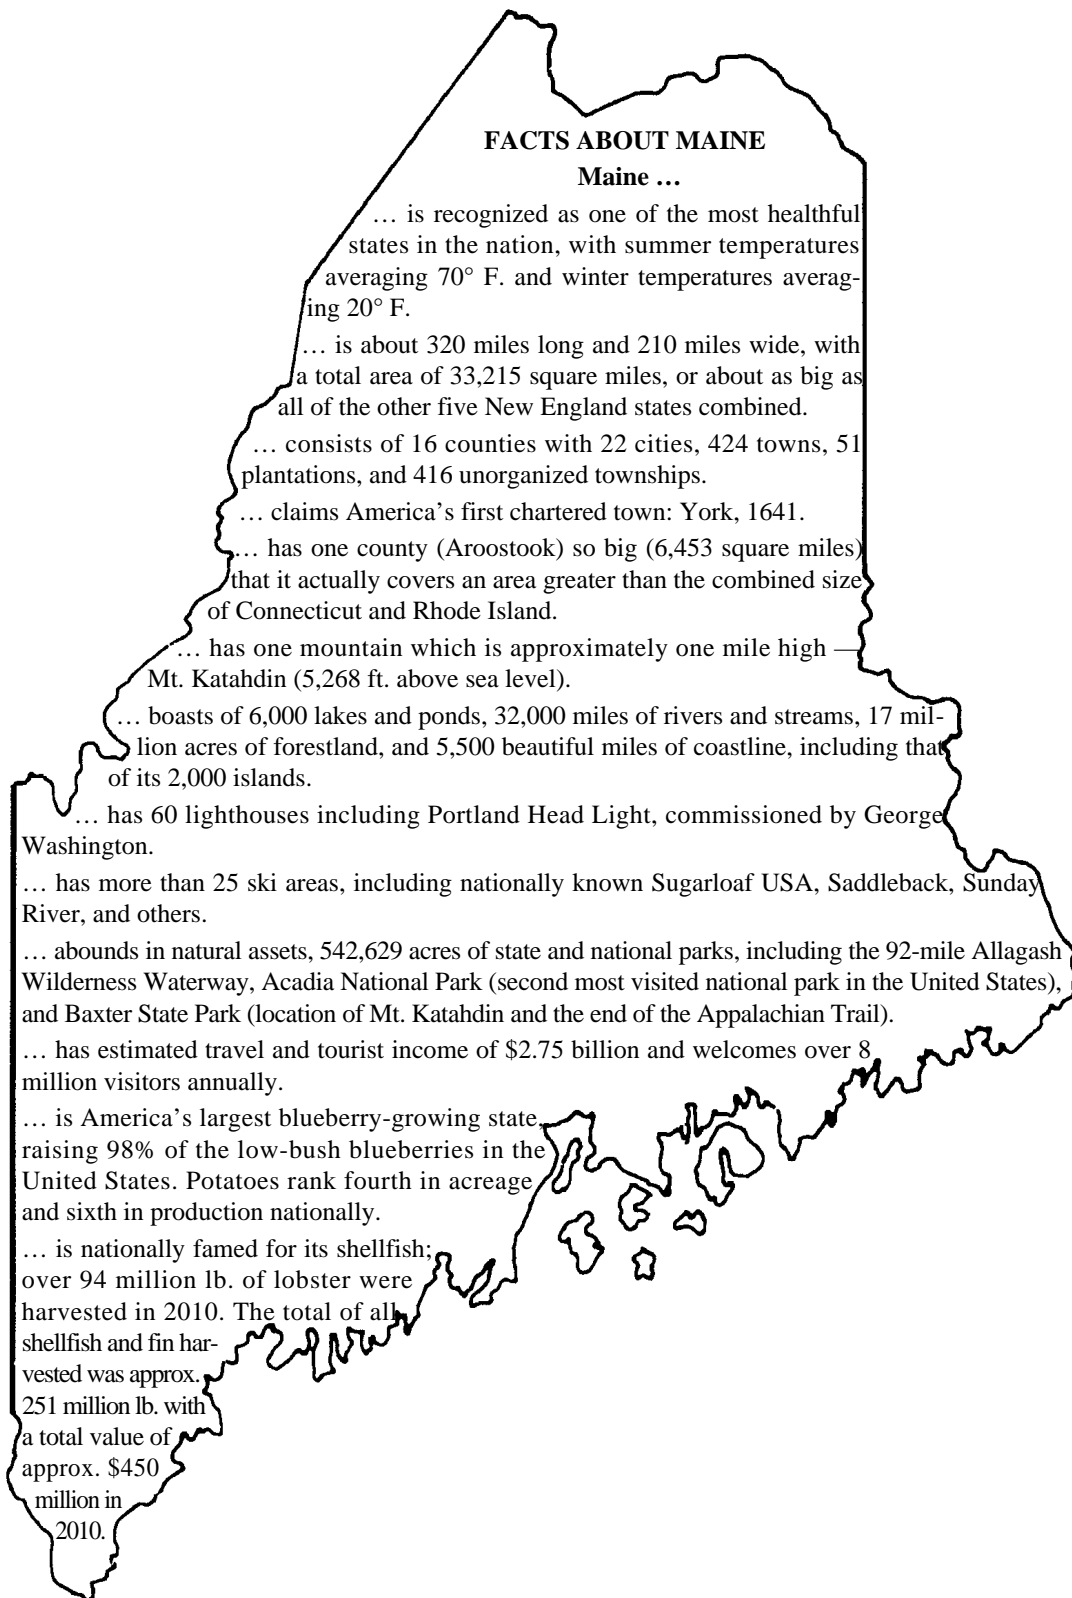 FACTS ABOUT MAINE
Maine …
… is recognized as one of the most healthful
states in the nation, with summer temperatures
averaging 70° F. and winter temperatures averag-
ing 20° F.
… is about 320 miles long and 210 miles wide, with
a total area of 33,215 square miles, or about as big as
all of the other five New England states combined.
… consists of 16 counties with 22 cities, 424 towns, 51
plantations, and 416 unorganized townships.
… claims America’s first chartered town: York, 1641.
… has one county (Aroostook) so big (6,453 square miles)
that it actually covers an area greater than the combined size
of Connecticut and Rhode Island.
… has one mountain which is approximately one mile high —
Mt. Katahdin (5,268 ft. above sea level).
… boasts of 6,000 lakes and ponds, 32,000 miles of rivers and streams, 17 mil-
lion acres of forestland, and 5,500 beautiful miles of coastline, including that
of its 2,000 islands.
… has 60 lighthouses including Portland Head Light, commissioned by George
Washington.
… has more than 25 ski areas, including nationally known Sugarloaf USA, Saddleback, Sunday
River, and others.
… abounds in natural assets, 542,629 acres of state and national parks, including the 92-mile Allagash
Wilderness Waterway, Acadia National Park (second most visited national park in the United States),
and Baxter State Park (location of Mt. Katahdin and the end of the Appalachian Trail).
… has estimated travel and tourist income of $2.75 billion and welcomes over 8
million visitors annually.
… is America’s largest blueberry-growing state,
raising 98% of the low-bush blueberries in the
United States. Potatoes rank fourth in acreage
and sixth in production nationally.
… is nationally famed for its shellfish;
over 94 million lb. of lobster were
harvested in 2010. The total of all
shellfish and fin har-
vested was approx.
251 million lb. with
a total value of
approx. $450
million in
2010.